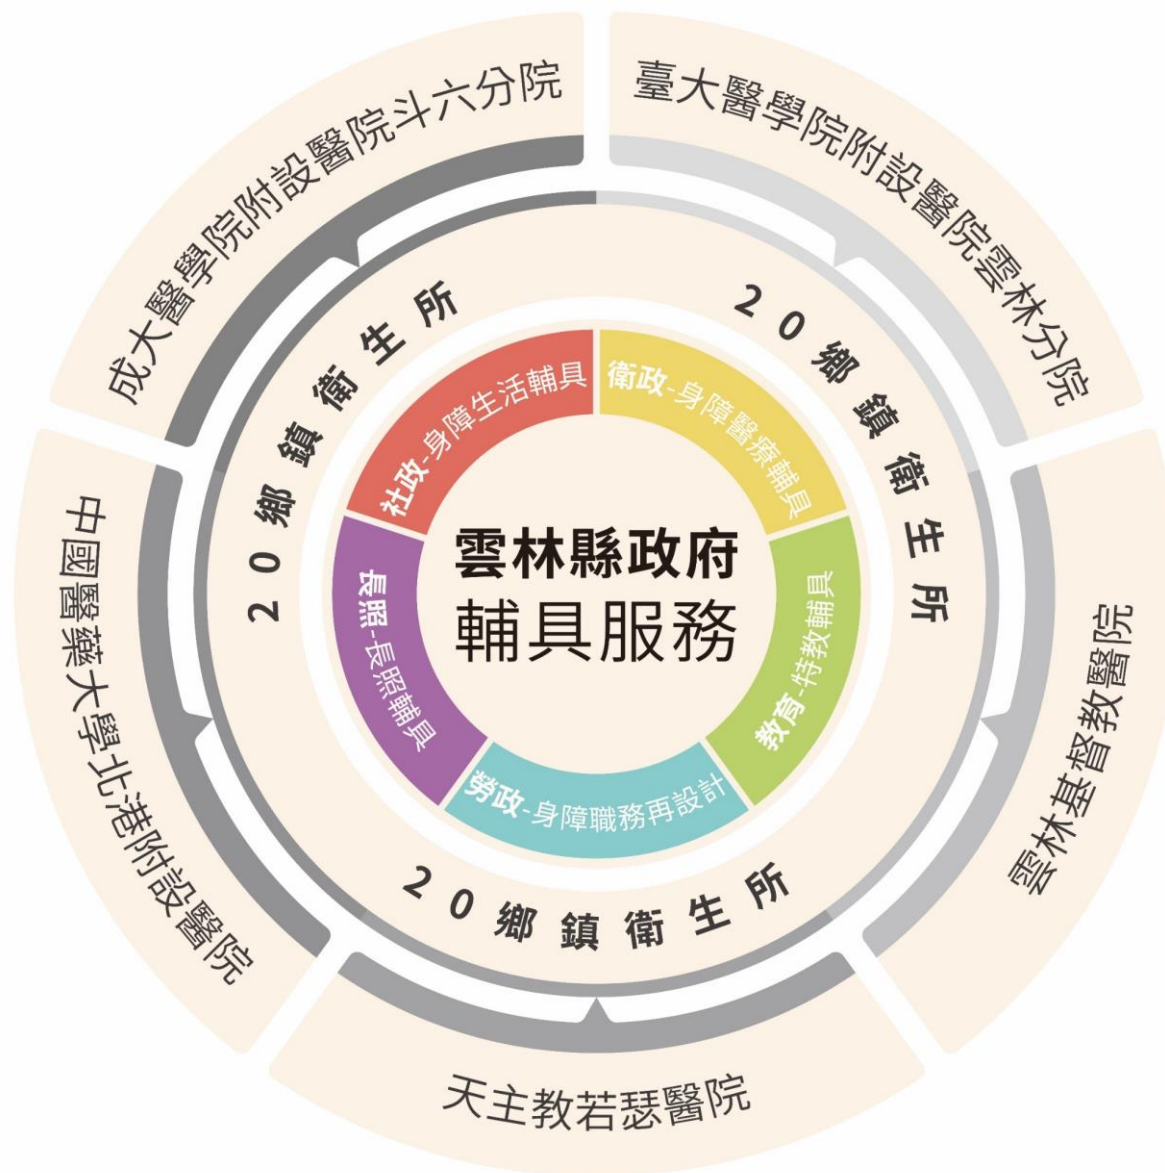 成大醫學院附設醫院斗六分院
臺大醫學院附設醫院雲林分院
雲林基督教醫院
天主教若瑟醫院
中國醫藥大學北港附設醫院
20鄉鎮衛生所
20鄉鎮衛生所
20鄉鎮衛生所
社政-身障生活輔具
衛政-身障醫療輔具
教育-特教輔具
勞政-身障職務再設計
長照-長照輔具
雲林縣政府
輔具服務